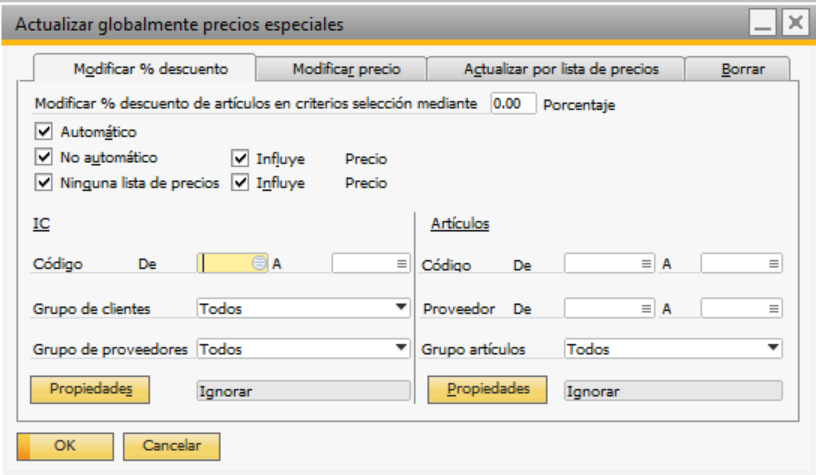 Actualizar globalmente precios especiales
Modificar % descuento Modificar precio Actualizar por lista de precios Borrar
Modificar % descuento de artículos en criterios selección mediante 0.00 Porcentaje
Automático
No automático Influye Precio
Ninguna lista de precios Influye Precio
IC Artículos
Código De A Código De A
Grupo de clientes Todos Proveedor De A
Grupo de proveedores Todos Grupo artículos Todos
Propiedades Ignorar Propiedades Ignorar
OK Cancelar